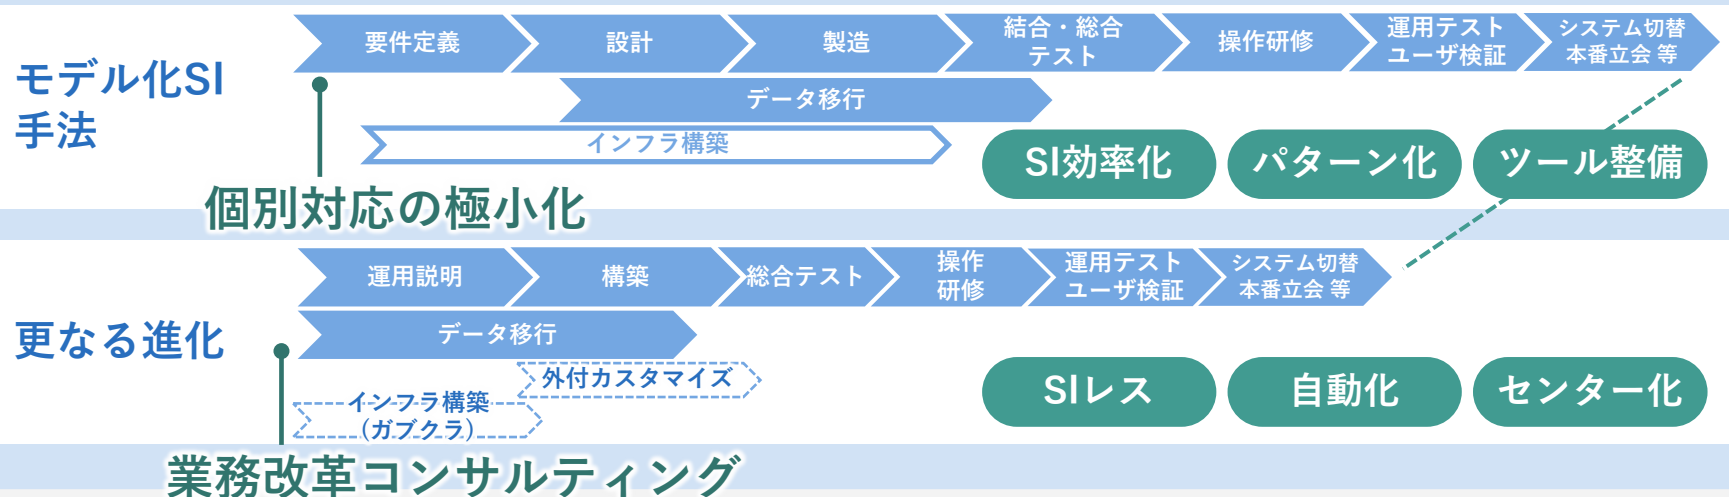 モデル化SI
手法
要件定義
設計
製造
結合・総合
テスト
操作研修
運用テスト
ユーザ検証
システム切替
本番立会 等
データ移行
インフラ構築
個別対応の極小化
SI効率化
パターン化
ツール整備
更なる進化
運用説明
構築
総合テスト
操作
研修
運用テスト
ユーザ検証
システム切替
本番立会 等
データ移行
外付カスタマイズ
インフラ構築
(ガブクラ)
業務改革コンサルティング
SIレス
自動化
センター化